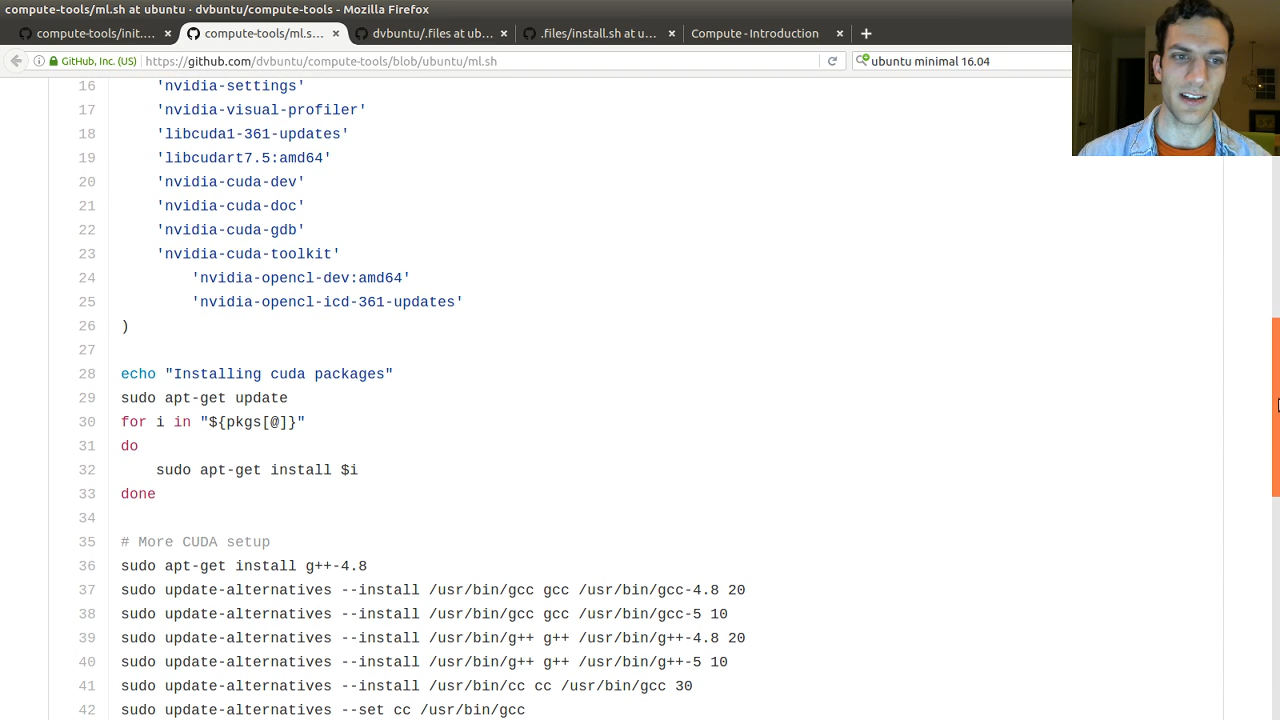 compute-tools/ml.sh at ubuntu · dvbuntu/compute-tools - Mozilla Firefox
compute-tools/init.… × compute-tools/ml.s… × dvbuntu/.files at ub… × .files/install.sh at u… × Compute - Introduction × +
GitHub, Inc. (US) https://github.com/dvbuntu/compute-tools/blob/ubuntu/ml.sh ubuntu minimal 16.04
16 'nvidia-settings'
17 'nvidia-visual-profiler'
18 'libcuda1-361-updates'
19 'libcudart7.5:amd64'
20 'nvidia-cuda-dev'
21 'nvidia-cuda-doc'
22 'nvidia-cuda-gdb'
23 'nvidia-cuda-toolkit'
24 'nvidia-opencl-dev:amd64'
25 'nvidia-opencl-icd-361-updates'
26 )
27
28 echo "Installing cuda packages"
29 sudo apt-get update
30 for i in "${pkgs[@]}"
31 do
32 sudo apt-get install $i
33 done
34
35 # More CUDA setup
36 sudo apt-get install g++-4.8
37 sudo update-alternatives --install /usr/bin/gcc gcc /usr/bin/gcc-4.8 20
38 sudo update-alternatives --install /usr/bin/gcc gcc /usr/bin/gcc-5 10
39 sudo update-alternatives --install /usr/bin/g++ g++ /usr/bin/g++-4.8 20
40 sudo update-alternatives --install /usr/bin/g++ g++ /usr/bin/g++-5 10
41 sudo update-alternatives --install /usr/bin/cc cc /usr/bin/gcc 30
42 sudo update-alternatives --set cc /usr/bin/gcc